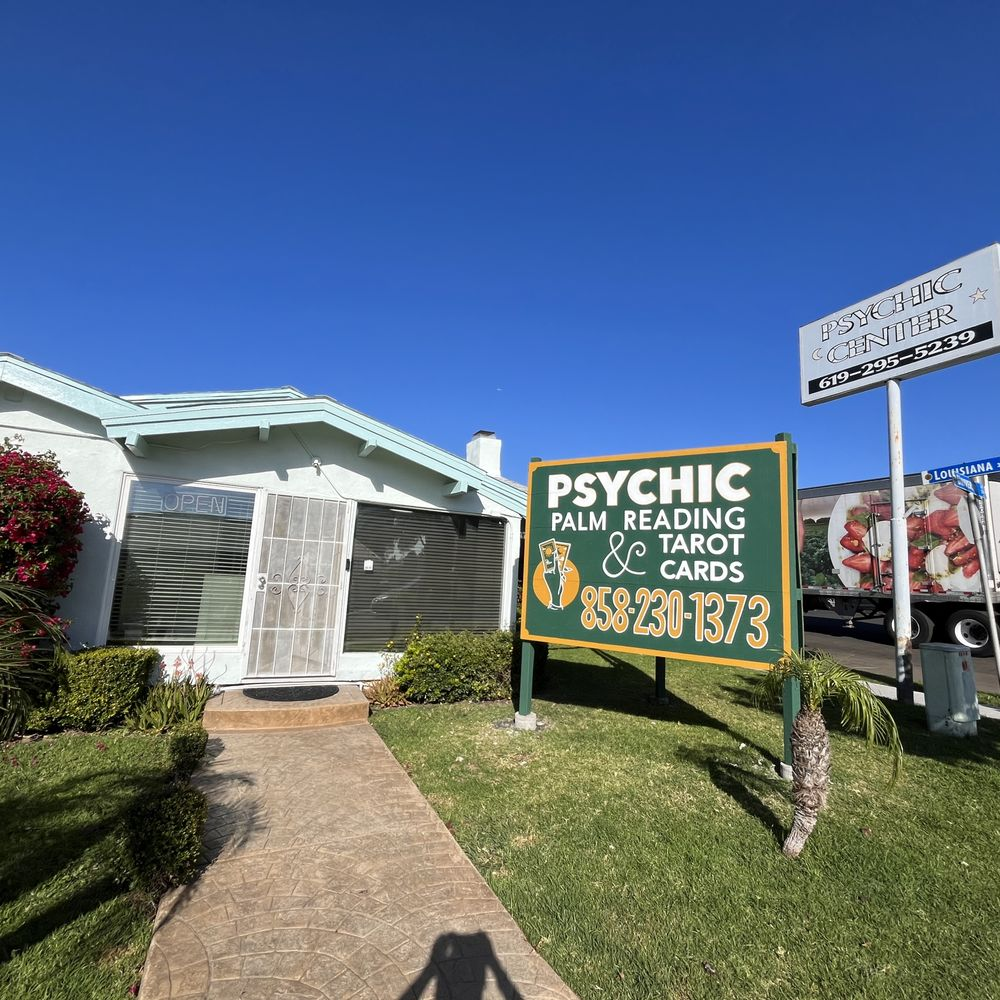 OPEN
PSYCHIC
PALM READING
& TAROT
CARDS
858-230-1373
PSYCHIC
CENTER
619-295-5239
LOUISIANA